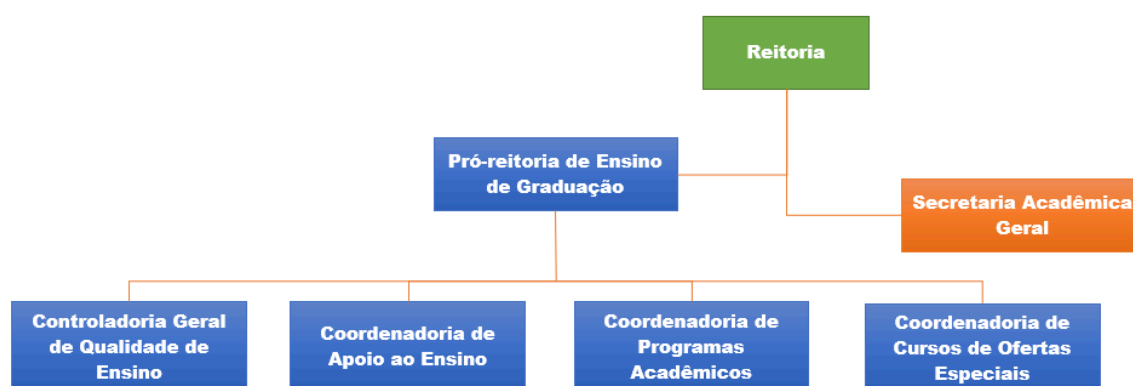 Reitoria
Pró-reitoria de Ensino
de Graduação
Secretaria Acadêmica
Geral
Controladoria Geral
de Qualidade de
Ensino
Coordenadoria de
Apoio ao Ensino
Coordenadoria de
Programas
Acadêmicos
Coordenadoria de
Cursos de Ofertas
Especiais